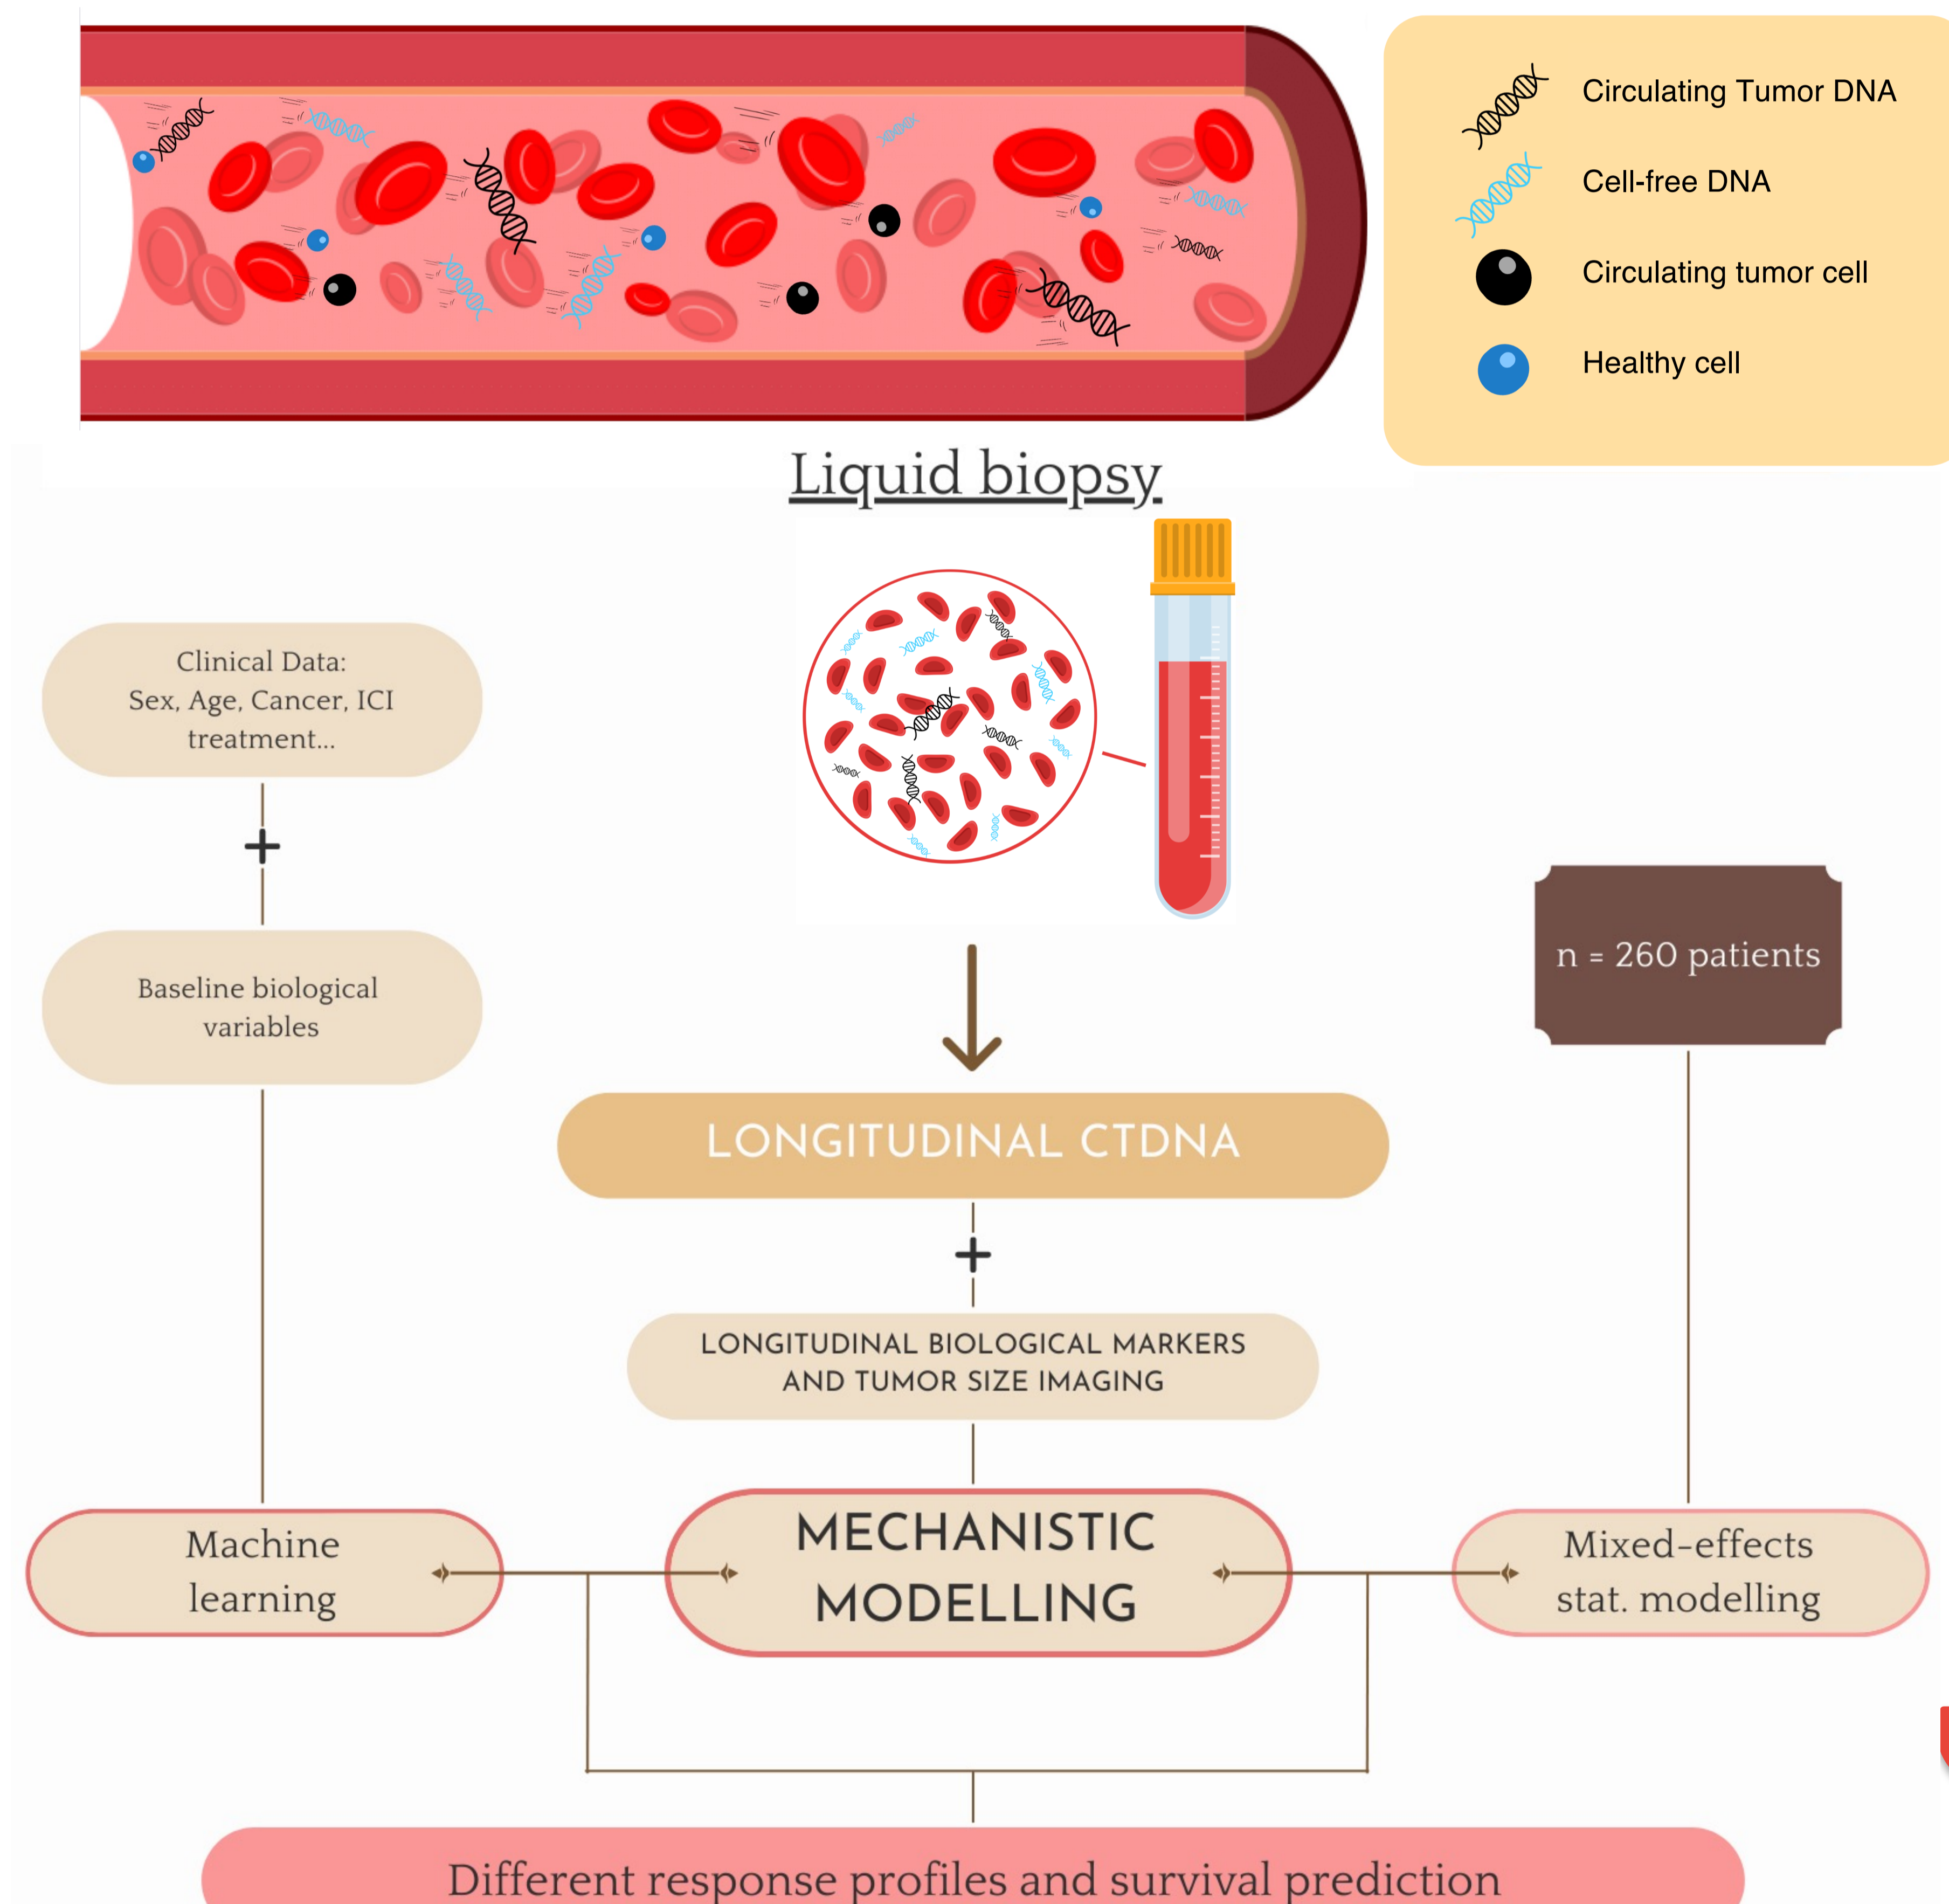 Circulating Tumor DNA
Cell-free DNA
Circulating tumor cell
Healthy cell
Liquid biopsy
Clinical Data:
Sex, Age, Cancer, ICI
treatment...
Baseline biological
variables
n = 260 patients
LONGITUDINAL CTDNA
LONGITUDINAL BIOLOGICAL MARKERS
AND TUMOR SIZE IMAGING
Machine
learning
MECHANISTIC
MODELLING
Mixed-effects
stat. modelling
Different response profiles and survival prediction